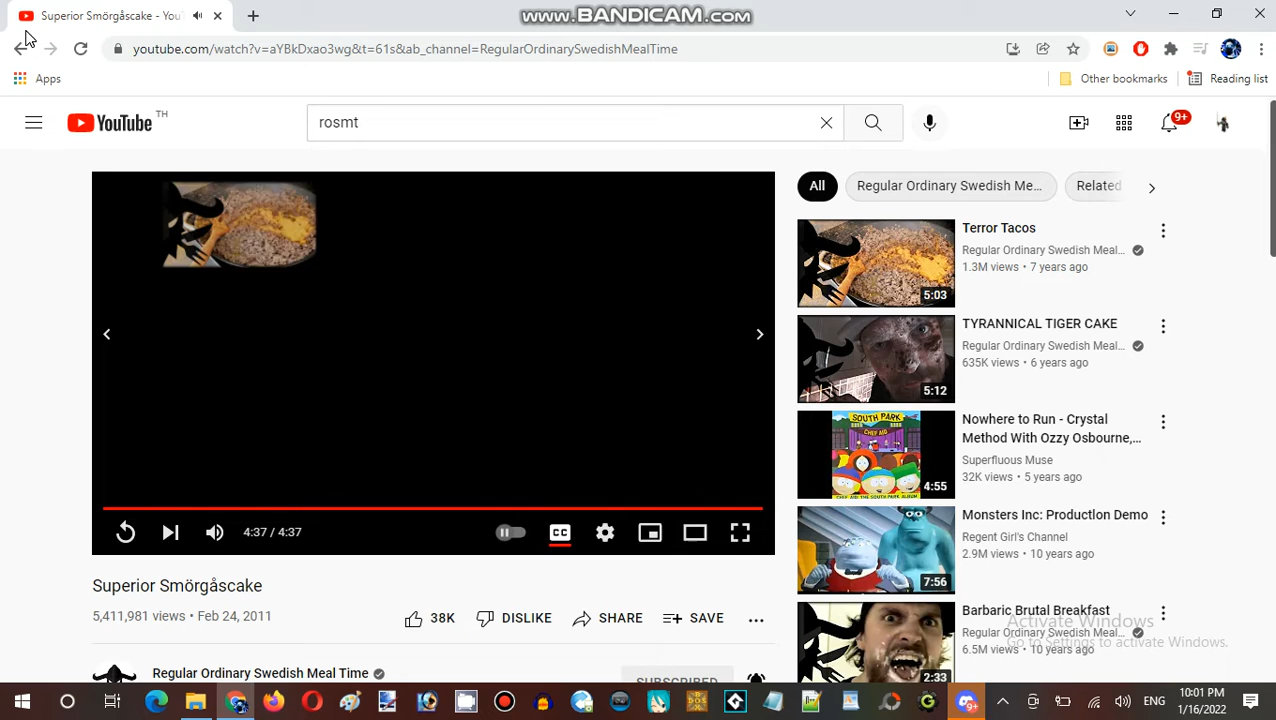 www.BANDICAM.com
Superior Smörgåscake - You
youtube.com/watch?v=aYBkDxao3wg&t=61s&ab_channel=RegularOrdinarySwedishMealTime
Apps
Other bookmarks
Reading list
YouTube TH
rosmt
9+
All
Regular Ordinary Swedish Me...
Related
Terror Tacos
Regular Ordinary Swedish Meal...
1.3M views • 7 years ago
5:03
TYRANNICAL TIGER CAKE
Regular Ordinary Swedish Meal...
635K views • 6 years ago
5:12
SOUTH PARK
Nowhere to Run - Crystal
Method With Ozzy Osbourne,...
Superfluous Muse
32K views • 5 years ago
4:55
Monsters Inc: Productlon Demo
Regent Girl's Channel
2.9M views • 10 years ago
7:56
Barbaric Brutal Breakfast
Regular Ordinary Swedish Meal...
6.5M views • 10 years ago
2:33
4:37 / 4:37
CC
Superior Smörgåscake
5,411,981 views • Feb 24, 2011
38K
DISLIKE
SHARE
SAVE
Regular Ordinary Swedish Meal Time
SUBSCRIBED
Activate Windows
Go to Settings to activate Windows.
9+
ENG
10:01 PM
1/16/2022